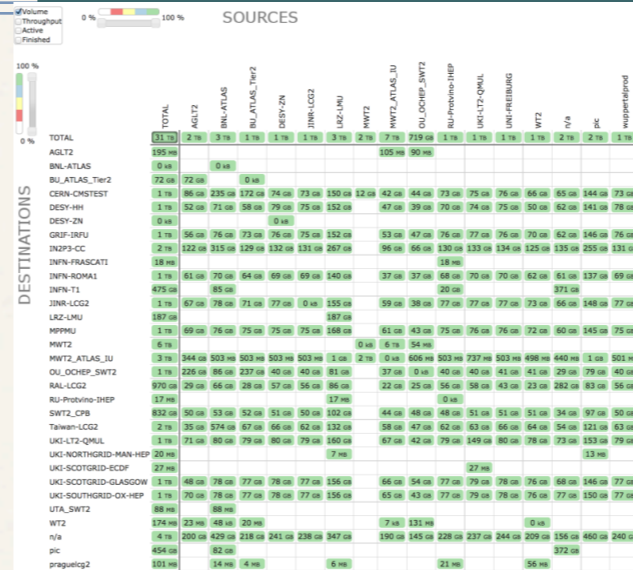 Volume
Throughput
Active
Finished
0 % 100 %
SOURCES
100 %
0 %
DESTINATIONS
TOTAL AGLT2 BNL-ATLAS BU_ATLAS_Tier2 DESY-ZN JINR-LCG2 LRZ-LMU MWT2 MWT2_ATLAS_IU OU_OCHEP_SWT2 RU-Protvino-IHEP UKI-LT2-QMUL UNI-FREIBURG WT2 n/a pic wuppertalprod
TOTAL 31 TB 2 TB 3 TB 1 TB 1 TB 1 TB 3 TB 2 TB 7 TB 719 GB 1 TB 1 TB 1 TB 1 TB 2 TB 2 TB 1 TB
AGLT2 195 MB 105 MB 90 MB
BNL-ATLAS 0 kB 0 kB
BU_ATLAS_Tier2 72 GB 72 GB 0 kB
CERN-CMSTEST 1 TB 86 GB 235 GB 172 GB 74 GB 73 GB 150 GB 12 GB 42 GB 44 GB 73 GB 75 GB 76 GB 66 GB 65 GB 144 GB 73 G
DESY-HH 1 TB 52 GB 71 GB 58 GB 79 GB 75 GB 152 GB 47 GB 39 GB 70 GB 74 GB 75 GB 50 GB 62 GB 141 GB 78 G
DESY-ZN 0 kB 0 kB
GRIF-IRFU 1 TB 56 GB 76 GB 73 GB 76 GB 75 GB 152 GB 53 GB 47 GB 76 GB 77 GB 76 GB 70 GB 62 GB 146 GB 76 G
IN2P3-CC 2 TB 122 GB 315 GB 129 GB 132 GB 131 GB 267 GB 96 GB 66 GB 130 GB 133 GB 134 GB 125 GB 135 GB 255 GB 131 G
INFN-FRASCATI 18 MB 18 MB
INFN-ROMA1 1 TB 61 GB 70 GB 64 GB 69 GB 69 GB 140 GB 37 GB 37 GB 68 GB 70 GB 70 GB 62 GB 61 GB 137 GB 69 G
INFN-T1 475 GB 85 GB 20 GB 371 GB
JINR-LCG2 1 TB 67 GB 78 GB 71 GB 77 GB 0 kB 155 GB 59 GB 38 GB 77 GB 77 GB 77 GB 73 GB 66 GB 148 GB 77 G
LRZ-LMU 187 GB 187 GB
MPPMU 1 TB 69 GB 76 GB 75 GB 75 GB 75 GB 168 GB 61 GB 43 GB 75 GB 76 GB 76 GB 72 GB 60 GB 145 GB 75 G
MWT2 6 TB 0 kB 6 TB 54 MB
MWT2_ATLAS_IU 3 TB 344 GB 503 MB 503 MB 503 MB 503 MB 1 GB 2 TB 0 kB 606 MB 503 MB 737 MB 503 MB 498 MB 440 MB 1 GB 501 M
OU_OCHEP_SWT2 1 TB 226 GB 86 GB 237 GB 40 GB 40 GB 81 GB 37 GB 0 kB 40 GB 40 GB 41 GB 41 GB 29 GB 79 GB 40 G
RAL-LCG2 970 GB 29 GB 66 GB 28 GB 57 GB 56 GB 86 GB 22 GB 25 GB 56 GB 58 GB 43 GB 23 GB 282 GB 83 GB 56 G
RU-Protvino-IHEP 17 MB 17 MB 0 kB
SWT2_CPB 832 GB 50 GB 53 GB 52 GB 51 GB 50 GB 102 GB 44 GB 48 GB 48 GB 51 GB 51 GB 51 GB 34 GB 97 GB 50 G
Taiwan-LCG2 2 TB 35 GB 574 GB 67 GB 66 GB 62 GB 132 GB 58 GB 47 GB 62 GB 63 GB 66 GB 64 GB 54 GB 121 GB 63 G
UKI-LT2-QMUL 1 TB 71 GB 80 GB 79 GB 80 GB 79 GB 160 GB 67 GB 42 GB 79 GB 149 GB 80 GB 78 GB 73 GB 153 GB 79 G
UKI-NORTHGRID-MAN-HEP 20 MB 7 MB 13 MB
UKI-SCOTGRID-ECDF 27 MB 27 MB
UKI-SCOTGRID-GLASGOW 1 TB 48 GB 78 GB 77 GB 78 GB 77 GB 156 GB 66 GB 54 GB 77 GB 79 GB 78 GB 76 GB 68 GB 146 GB 77 G
UKI-SOUTHGRID-OX-HEP 1 TB 70 GB 78 GB 77 GB 78 GB 77 GB 156 GB 65 GB 43 GB 77 GB 79 GB 78 GB 76 GB 77 GB 150 GB 77 G
UTA_SWT2 88 MB 88 MB
WT2 174 MB 23 MB 48 kB 20 MB 7 kB 131 MB 0 kB
n/a 4 TB 200 GB 429 GB 218 GB 241 GB 238 GB 347 GB 190 GB 145 GB 228 GB 237 GB 244 GB 209 GB 156 GB 460 GB 240 G
pic 454 GB 82 GB 372 GB
praguelcg2 101 MB 14 MB 4 MB 6 MB 21 MB 56 MB